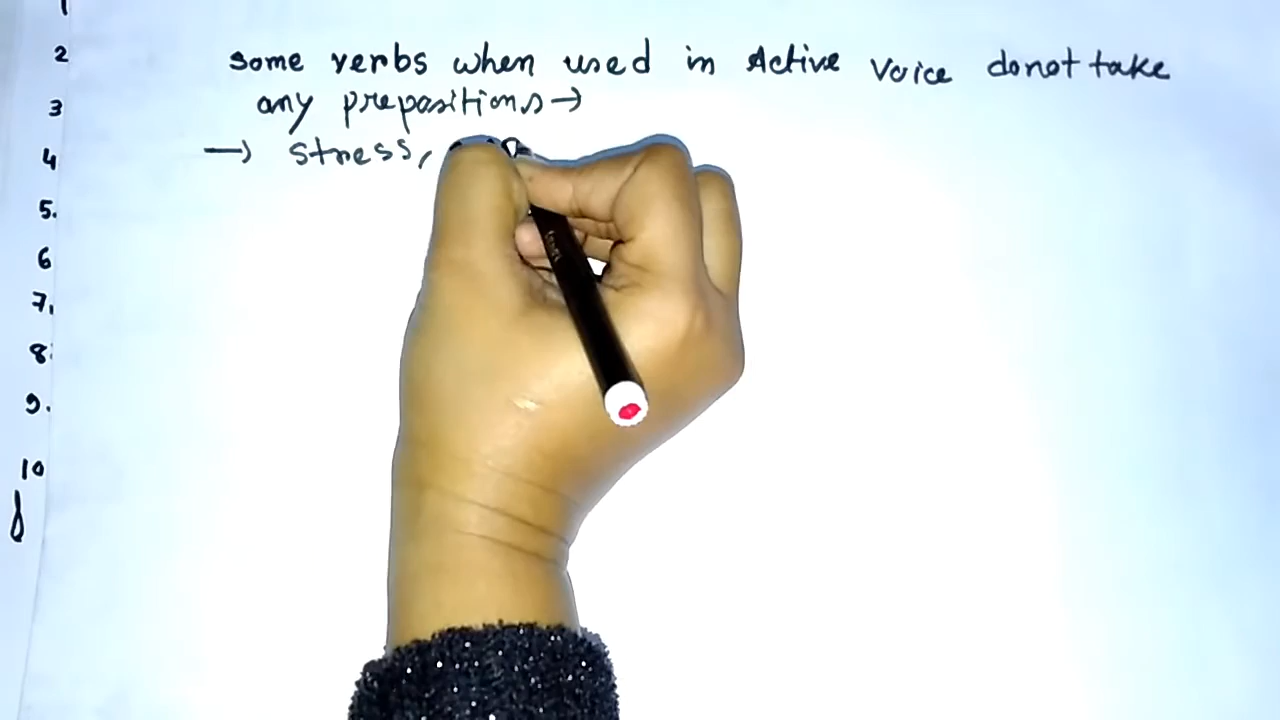 1
2 some verbs when used in Active Voice donot take
3 any prepositions →
4 → stress,
5.
6
7.
8.
9.
10